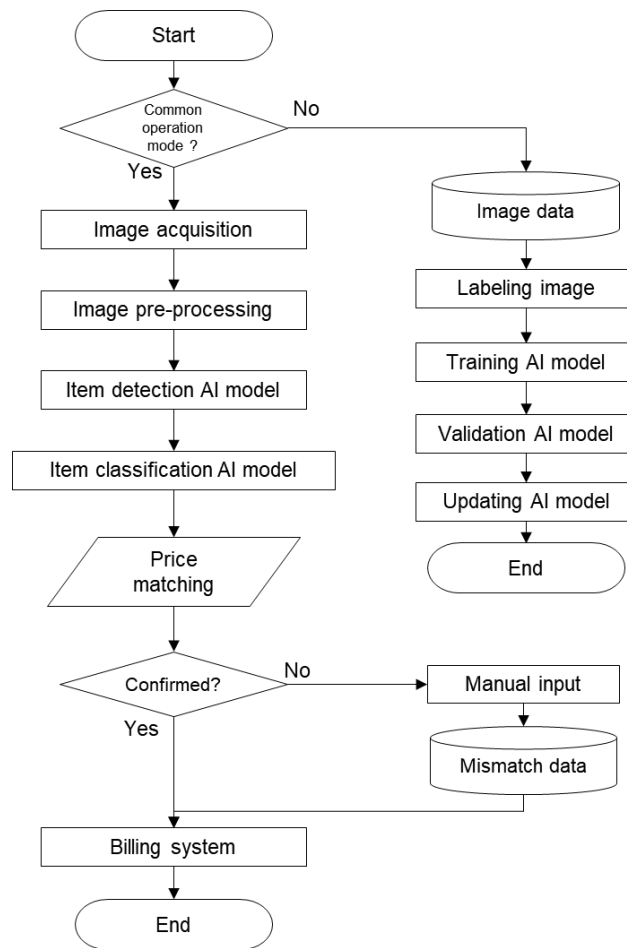 Start
Common
operation
mode ?
No
Yes
Image data
Image acquisition
Labeling image
Image pre-processing
Training AI model
Item detection AI model
Validation AI model
Item classification AI model
Updating AI model
Price
matching
End
Confirmed?
No
Manual input
Yes
Mismatch data
Billing system
End